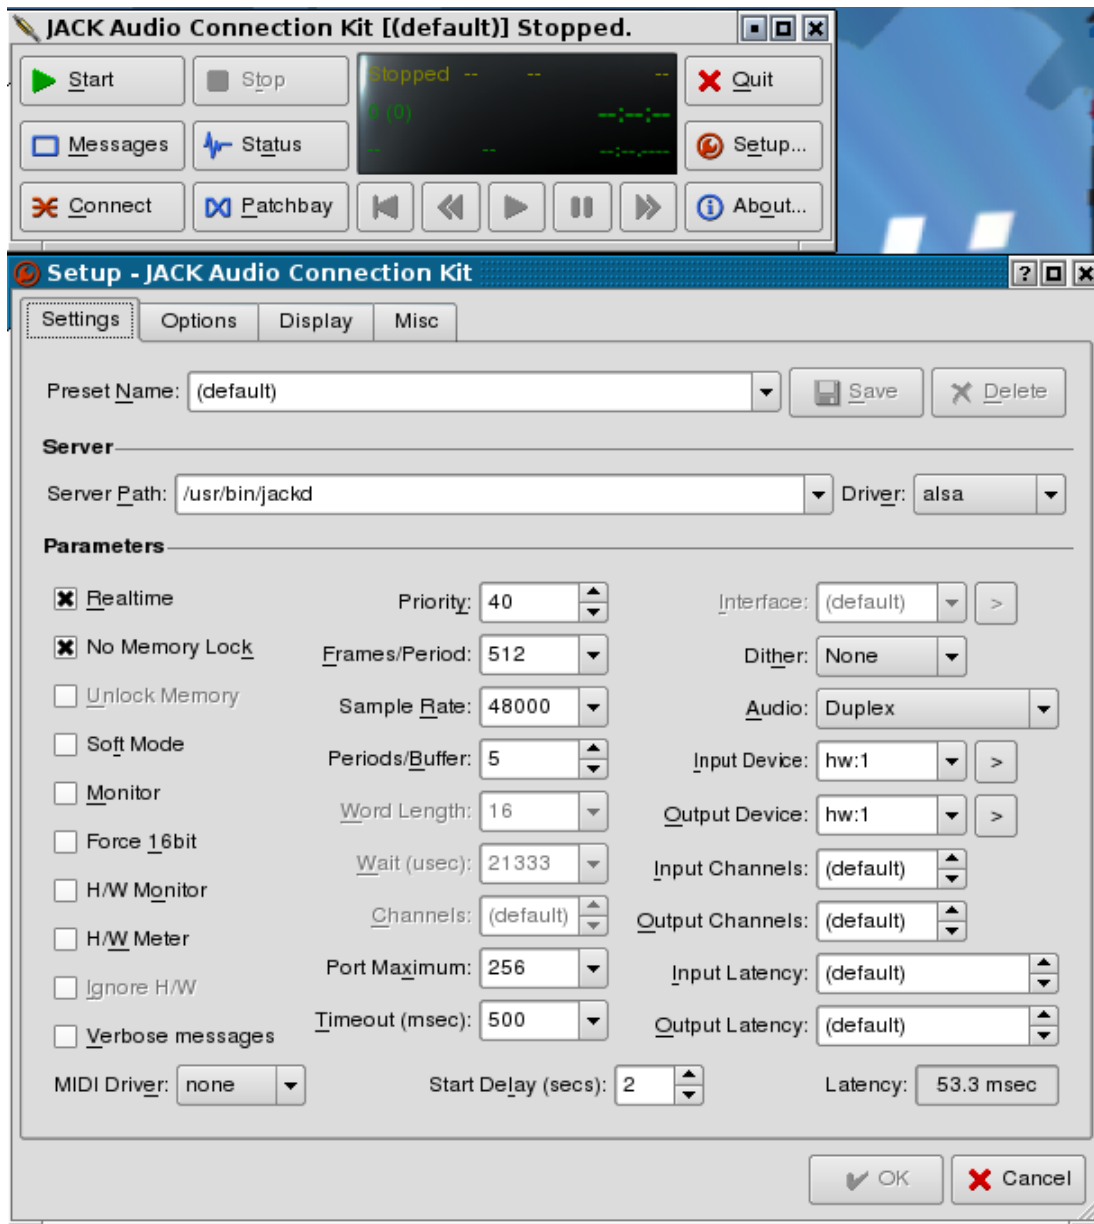 JACK Audio Connection Kit [(default)] Stopped.
Start Stop Stopped -- -- -- Quit
0 (0) --:--:--
Messages Status -- -- --:--.---- Setup...
Connect Patchbay About...
Setup - JACK Audio Connection Kit
Settings Options Display Misc
Preset Name: (default) Save Delete
Server
Server Path: /usr/bin/jackd Driver: alsa
Parameters
Realtime Priority: 40 Interface: (default) >
No Memory Lock Frames/Period: 512 Dither: None
Unlock Memory Sample Rate: 48000 Audio: Duplex
Soft Mode Periods/Buffer: 5 Input Device: hw:1 >
Monitor Word Length: 16 Output Device: hw:1 >
Force 16bit Wait (usec): 21333 Input Channels: (default)
H/W Monitor Channels: (default) Output Channels: (default)
H/W Meter Port Maximum: 256 Input Latency: (default)
Ignore H/W Timeout (msec): 500 Output Latency: (default)
Verbose messages
MIDI Driver: none Start Delay (secs): 2 Latency: 53.3 msec
OK Cancel